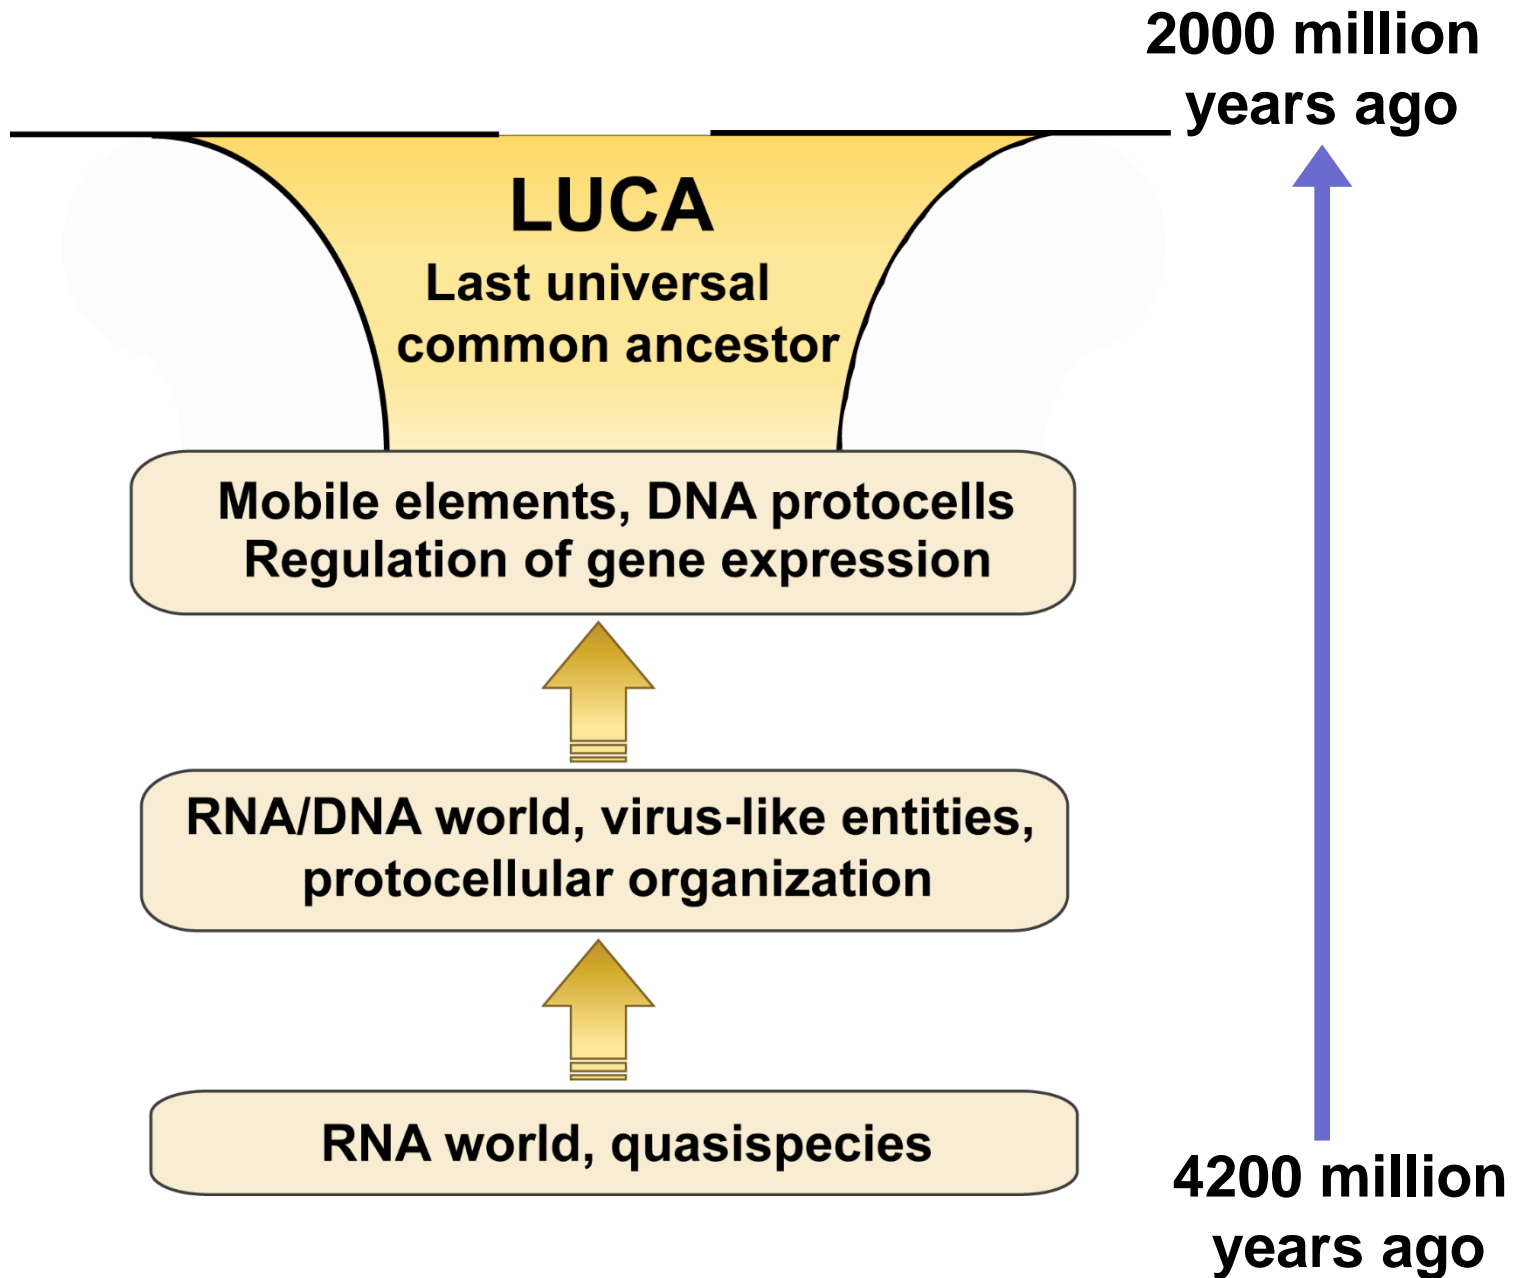 2000 million
years ago
LUCA
Last universal
common ancestor
Mobile elements, DNA protocells
Regulation of gene expression
RNA/DNA world, virus-like entities,
protocellular organization
RNA world, quasispecies
4200 million
years ago